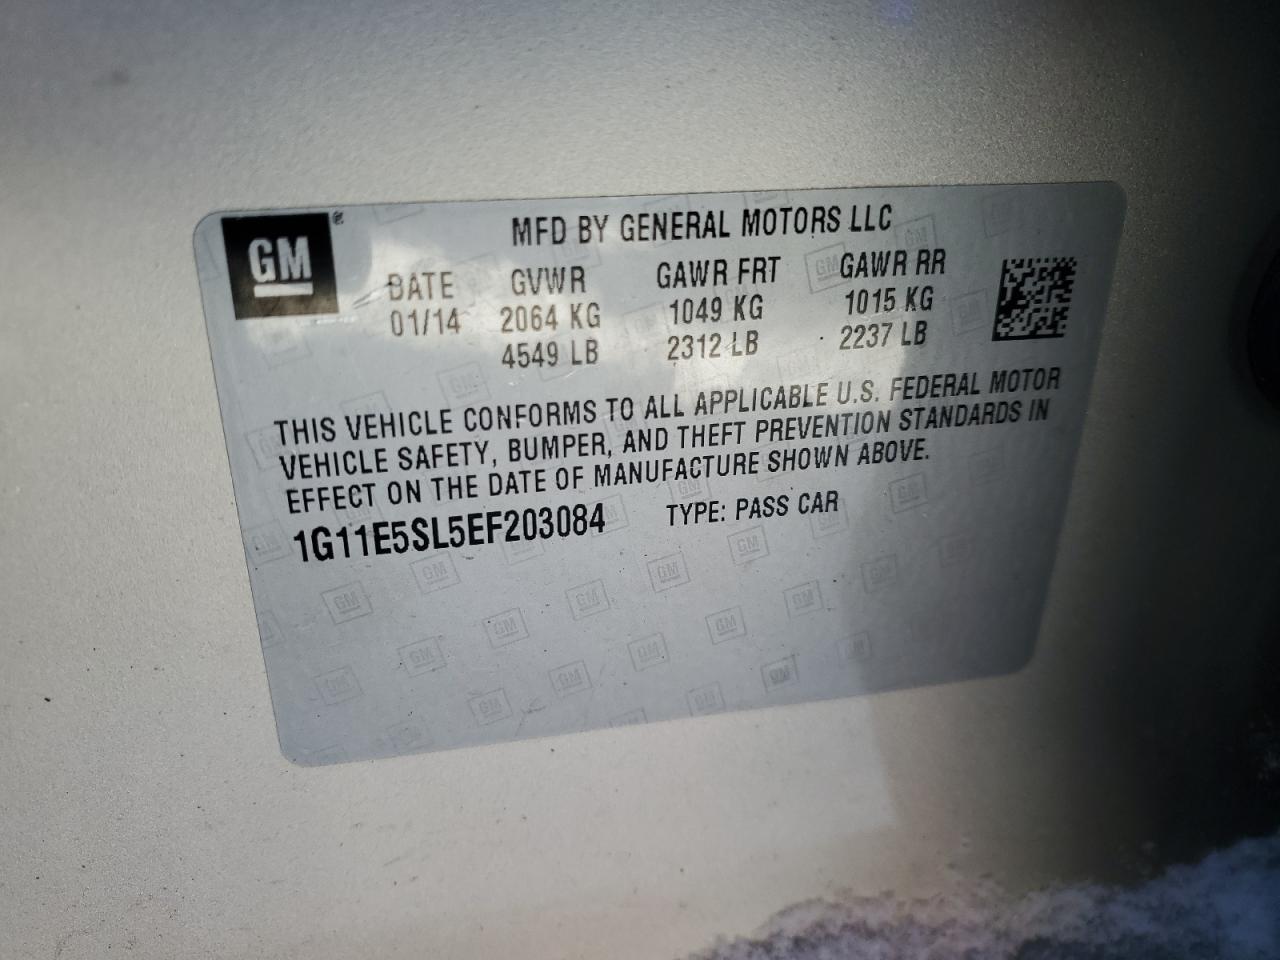 GM ®
MFD BY GENERAL MOTORS LLC
DATE GVWR GAWR FRT GAWR RR
01/14 2064 KG 1049 KG 1015 KG
4549 LB 2312 LB 2237 LB
THIS VEHICLE CONFORMS TO ALL APPLICABLE U.S. FEDERAL MOTOR
VEHICLE SAFETY, BUMPER, AND THEFT PREVENTION STANDARDS IN
EFFECT ON THE DATE OF MANUFACTURE SHOWN ABOVE.
1G11E5SL5EF203084 TYPE: PASS CAR